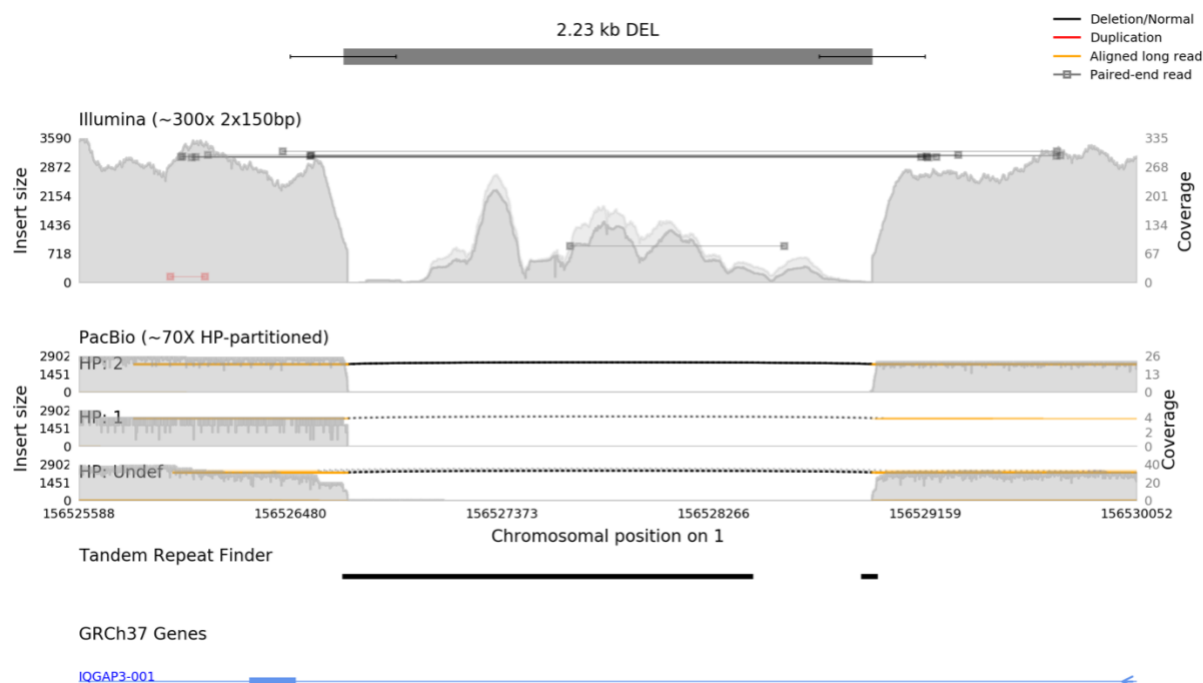 2.23 kb DEL
Deletion/Normal
Duplication
Aligned long read
Paired-end read
Illumina (~300x 2x150bp)
Insert size
3590
2872
2154
1436
718
0
335
268
201
134
67
0
Coverage
PacBio (~70X HP-partitioned)
Insert size
2902
1451
0
HP: 2
26
13
0
2902
1451
0
HP: 1
4
2
0
2902
1451
0
HP: Undef
40
20
0
Coverage
156525588 156526480 156527373 156528266 156529159 156530052
Chromosomal position on 1
Tandem Repeat Finder
GRCh37 Genes
IQGAP3-001